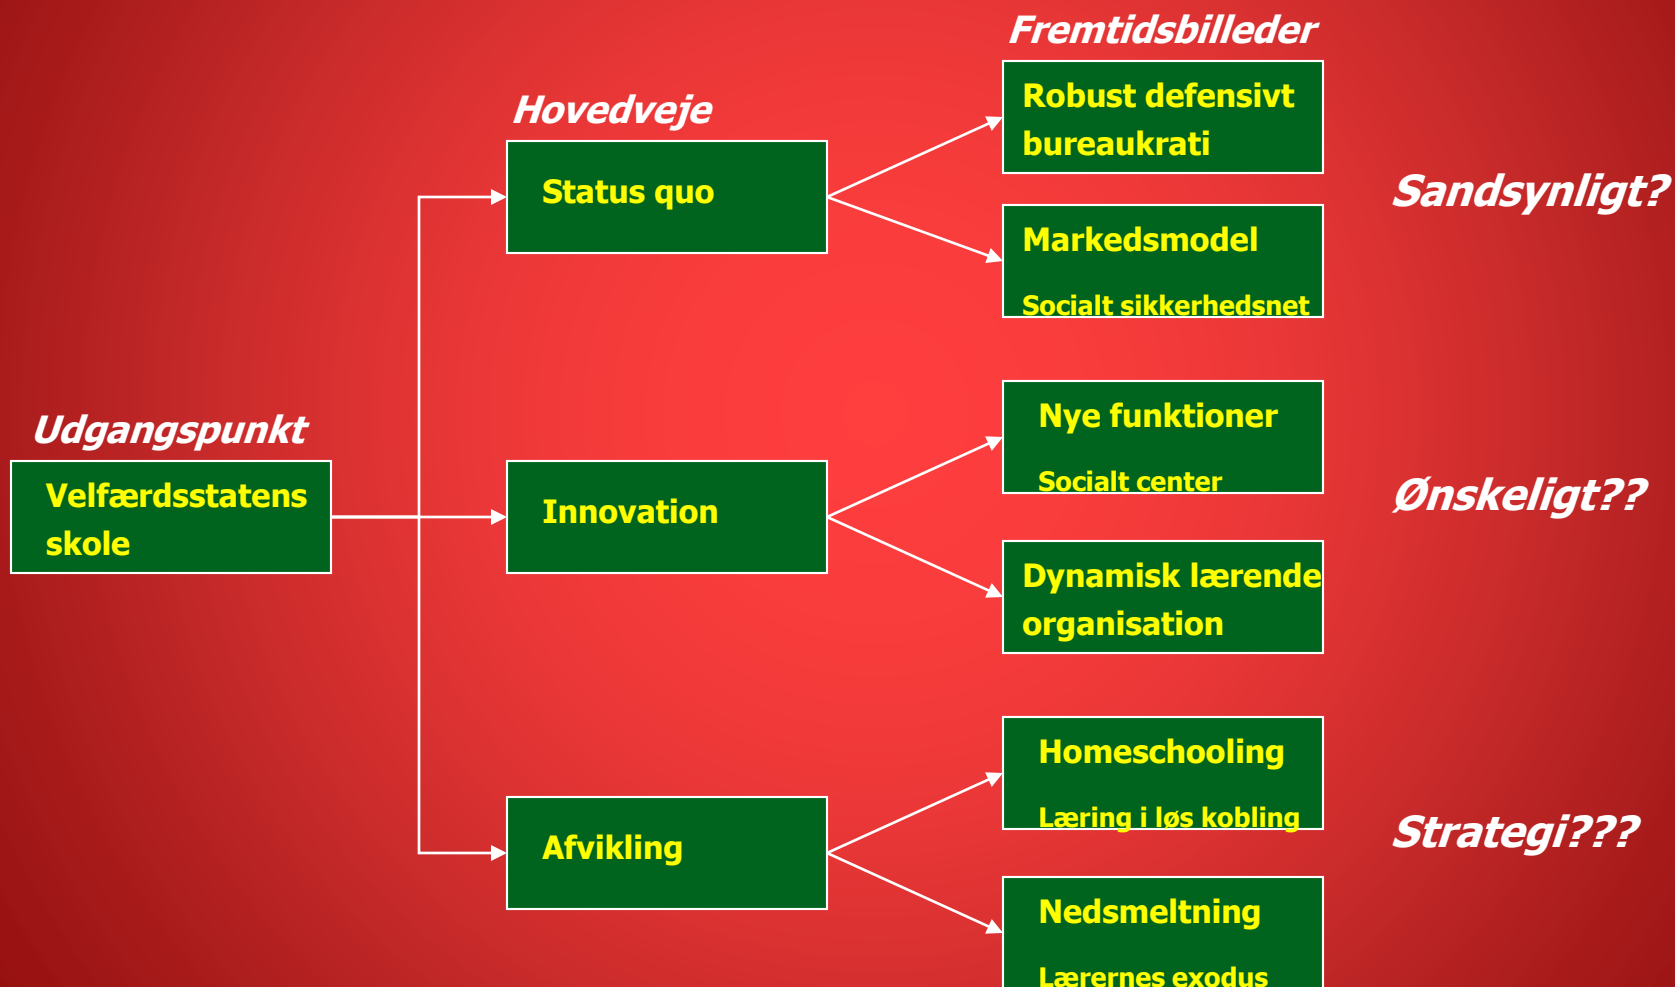 Udgangspunkt
Velfærdsstatens
skole
Hovedveje
Status quo
Innovation
Afvikling
Fremtidsbilleder
Robust defensivt
bureaukrati
Markedsmodel
Socialt sikkerhedsnet
Nye funktioner
Socialt center
Dynamisk lærende
organisation
Homeschooling
Læring i løs kobling
Nedsmeltning
Lærernes exodus
Sandsynligt?
Ønskeligt??
Strategi???